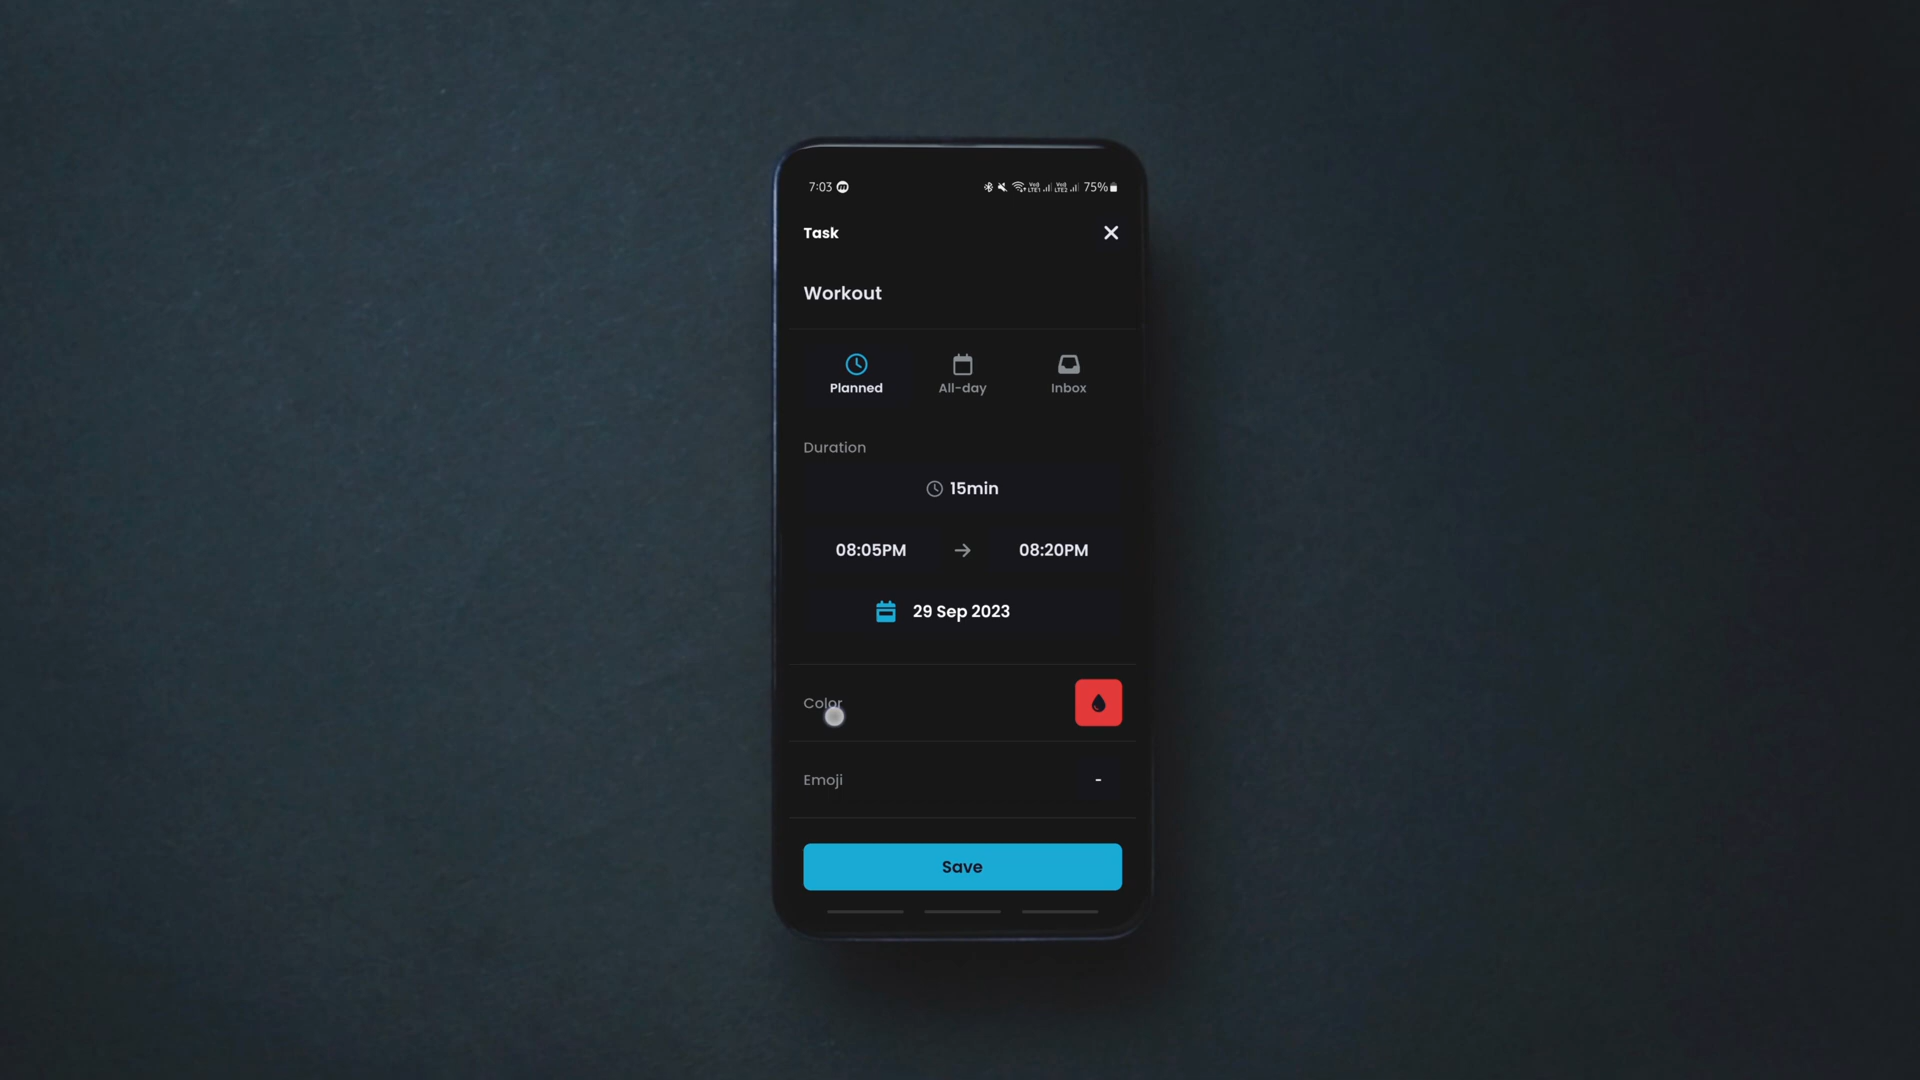 7:03 75%
Task
Workout
Planned All-day Inbox
Duration
15min
08:05PM → 08:20PM
29 Sep 2023
Color
Emoji -
Save